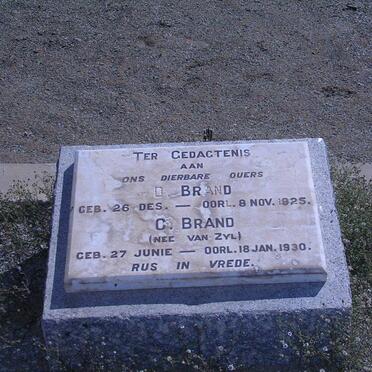 TER GEDAGTENIS
AAN
ONS DIERBARE OUERS
D. BRAND
GEB. 26 DES. — OORL. 8 NOV. 1925.
C. BRAND
(NEE VAN ZYL)
GEB. 27 JUNIE — OORL. 18 JAN. 1930.
RUS IN VREDE.